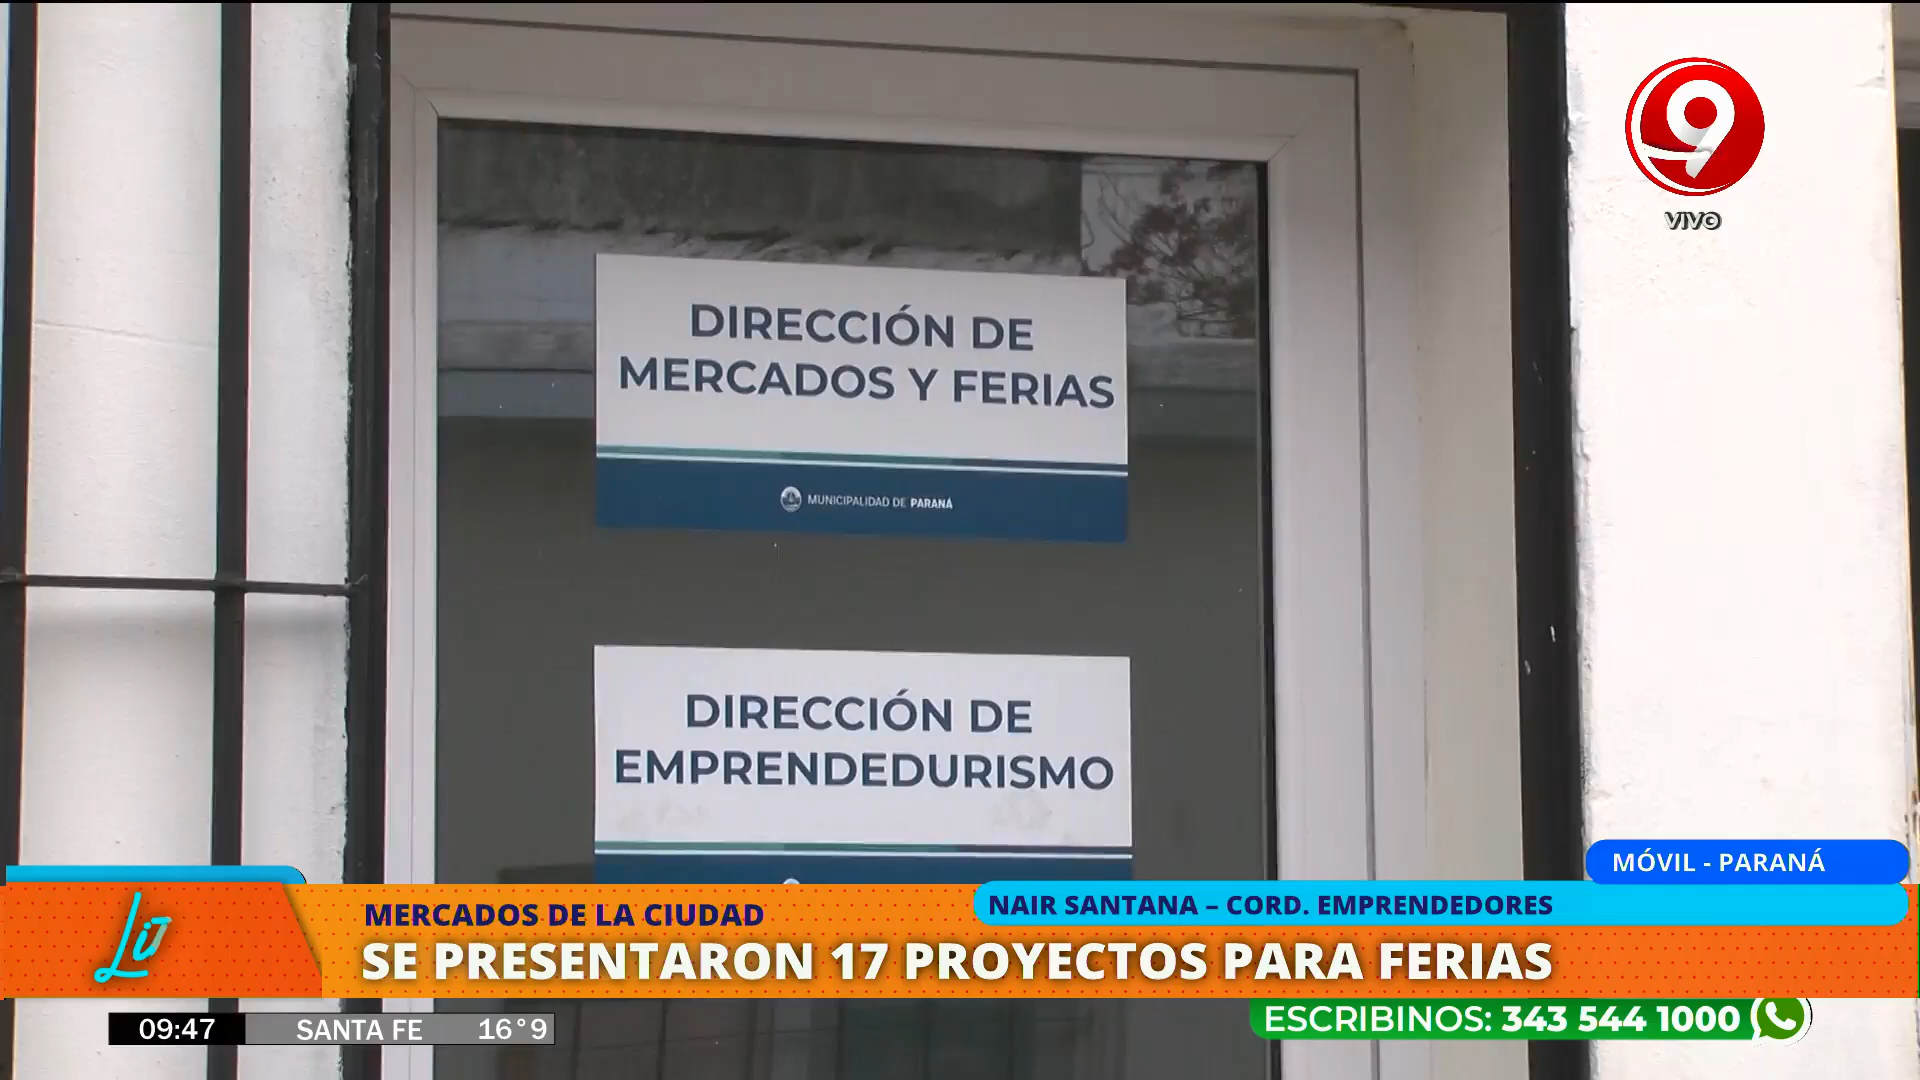 9
VIVO
DIRECCIÓN DE
MERCADOS Y FERIAS
MUNICIPALIDAD DE PARANÁ
DIRECCIÓN DE
EMPRENDEDURISMO
MÓVIL - PARANÁ
NAIR SANTANA – CORD. EMPRENDEDORES
MERCADOS DE LA CIUDAD
SE PRESENTARON 17 PROYECTOS PARA FERIAS
09:47 SANTA FE 16°9
ESCRIBINOS: 343 544 1000